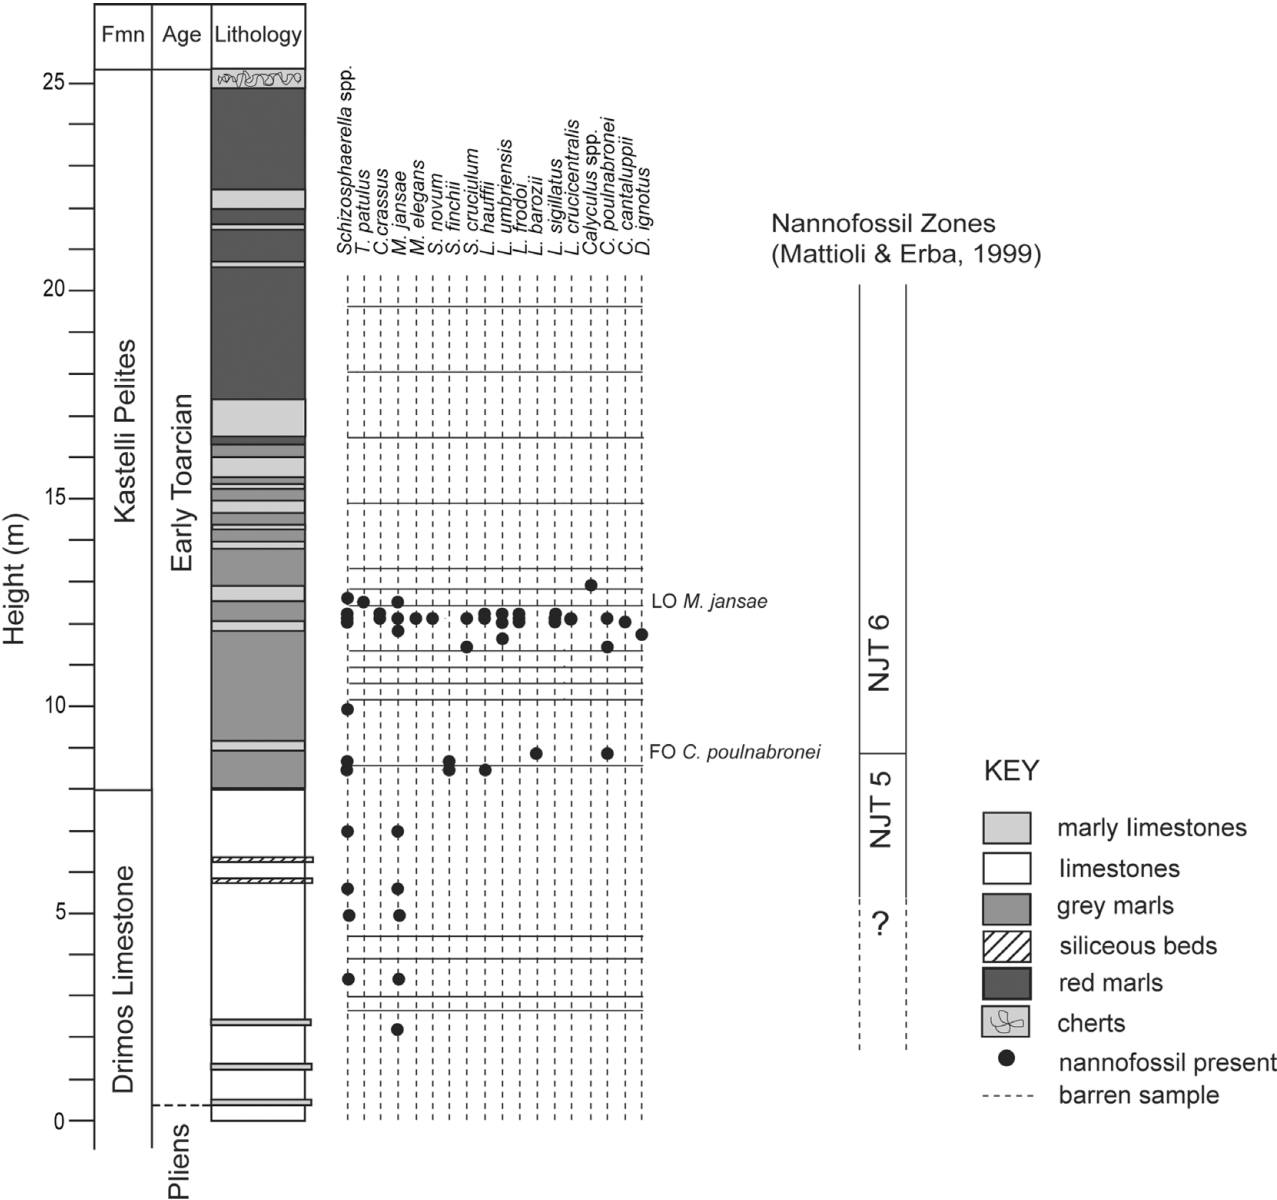 Fmn
Age
Lithology
Height (m)
25
20
15
10
5
0
Kastelli Pelites
Drimos Limestone
Early Toarcian
Pliens
Schizosphaerella spp.
T. patulus
C.crassus
M. jansae
M. elegans
S. novum
S. finchii
S. cruciulum
L. hauffii
L. umbriensis
L. frodoi
L. barozii
L. sigillatus
L. crucicentralis
Calyculus spp.
C. poulnabronei
C. cantaluppii
D. ignotus
LO M. jansae
FO C. poulnabronei
Nannofossil Zones
(Mattioli & Erba, 1999)
NJT 6
NJT 5
?
KEY
marly limestones
limestones
grey marls
siliceous beds
red marls
cherts
nannofossil present
barren sample